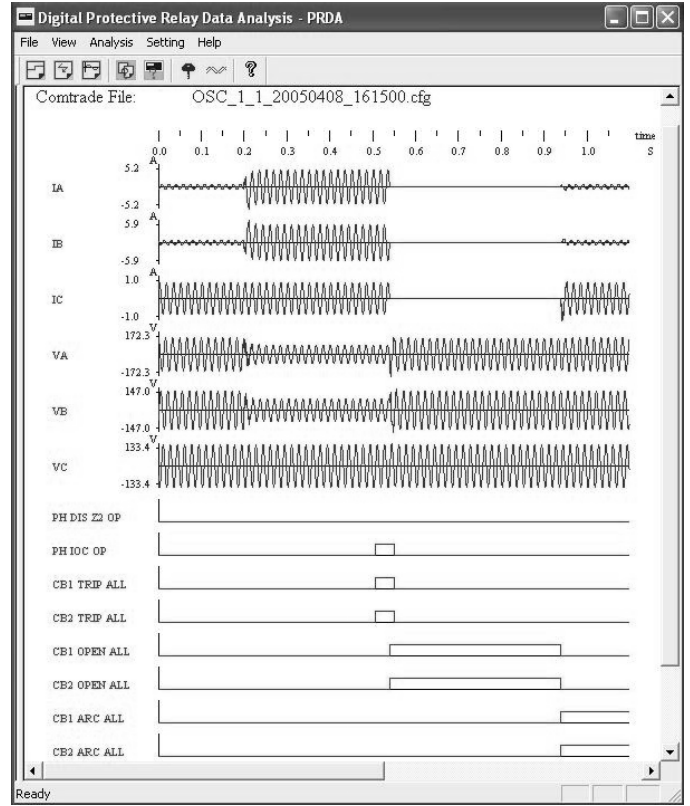 Digital Protective Relay Data Analysis - PRDA
File View Analysis Setting Help
Comtrade File: OSC_1_1_20050408_161500.cfg
time
0.0 0.1 0.2 0.3 0.4 0.5 0.6 0.7 0.8 0.9 1.0 S
A
5.2
IA
-5.2
A
5.9
IB
-5.9
A
1.0
IC
-1.0
V
172.3
VA
-172.3
V
147.0
VB
-147.0
V
133.4
VC
-133.4
PH DIS Z2 OP
PH IOC OP
CB1 TRIP ALL
CB2 TRIP ALL
CB1 OPEN ALL
CB2 OPEN ALL
CB1 ARC ALL
CB2 ARC ALL
Ready